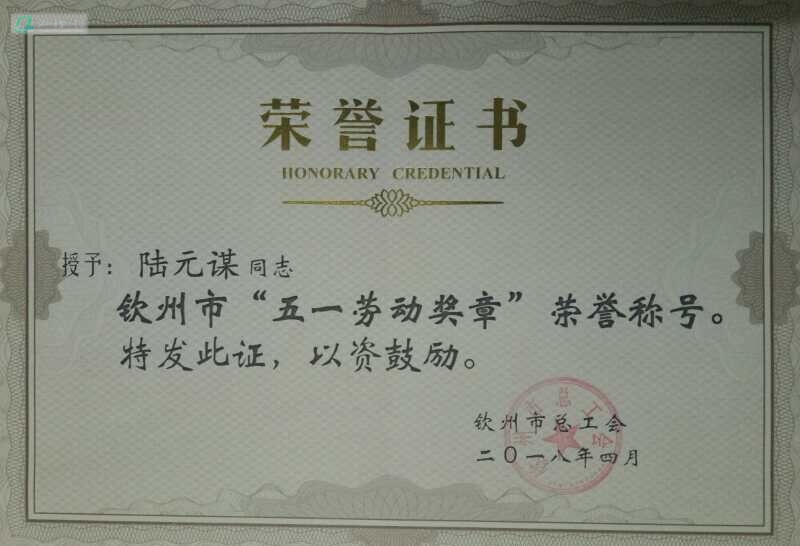 荣誉证书
HONORARY CREDENTIAL
授予：陆元谋同志
钦州市“五一劳动奖章”荣誉称号。
特发此证，以资鼓励。
钦州市总工会
二〇一八年四月